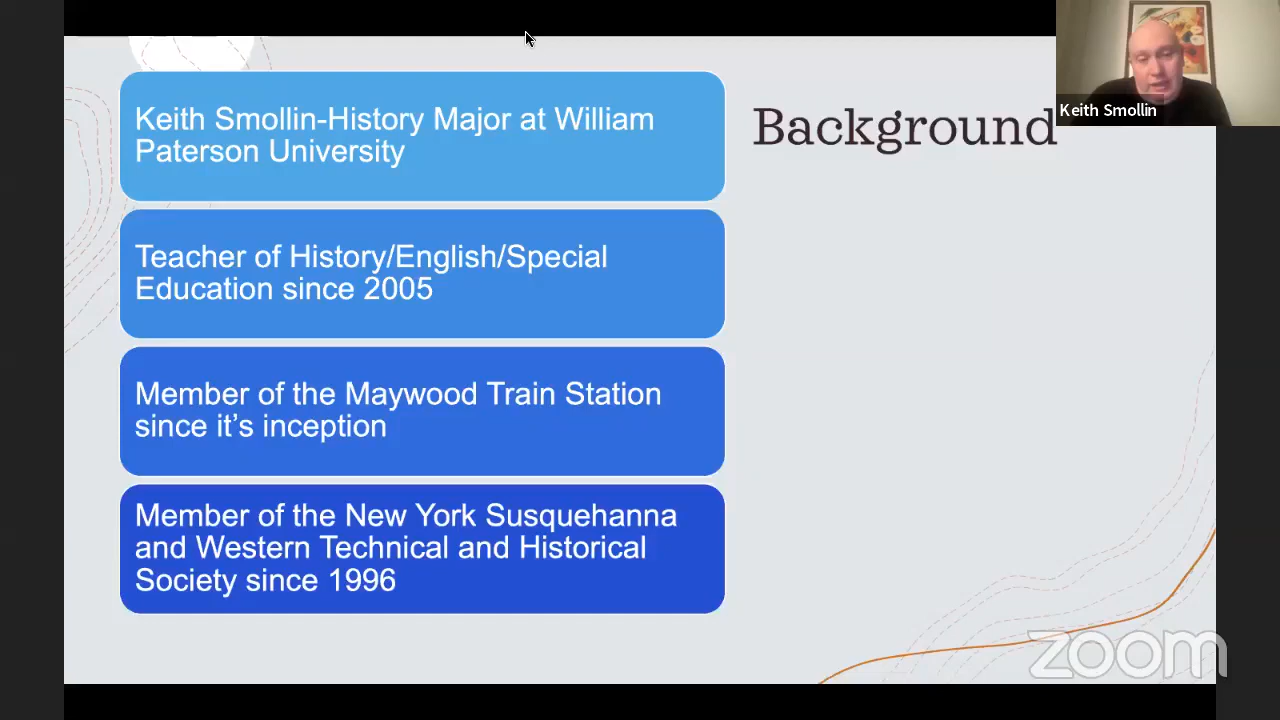 Keith Smollin-History Major at William
Paterson University
Teacher of History/English/Special
Education since 2005
Member of the Maywood Train Station
since it's inception
Member of the New York Susquehanna
and Western Technical and Historical
Society since 1996
Background
Keith Smollin
zoom